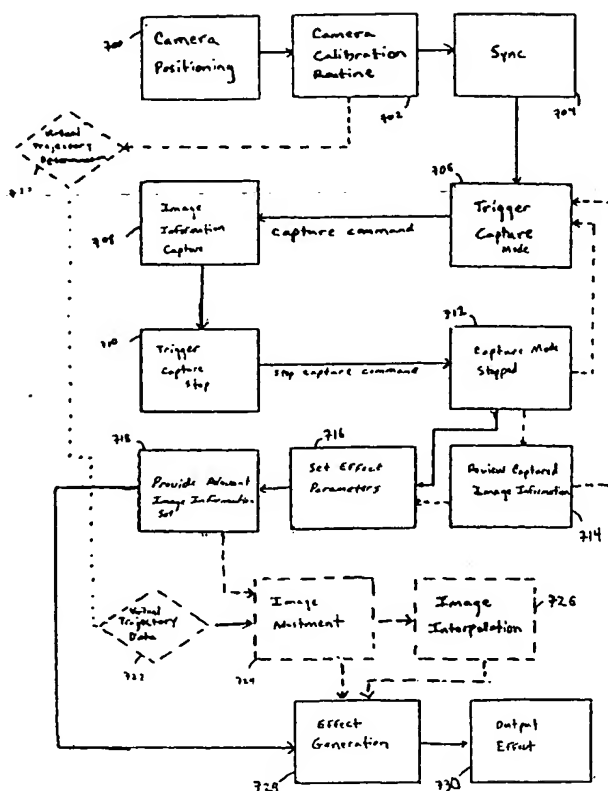 700
Camera
Positioning
Camera
Calibration
Routine
702
Sync
704
Virtual
Trajectory
Determination
706
Trigger
Capture
Mode
capture command
708
Image
Information
Capture
710
Trigger
Capture
Stop
stop capture command
712
Capture Mode
Stopped
718
Provide Relevant
Image Information
Set
716
Set Effect
Parameters
Review Captured
Image Information
714
Virtual
Trajectory
Data
722
Image
Adjustment
724
Image
Interpolation
726
Effect
Generation
728
Output
Effect
730